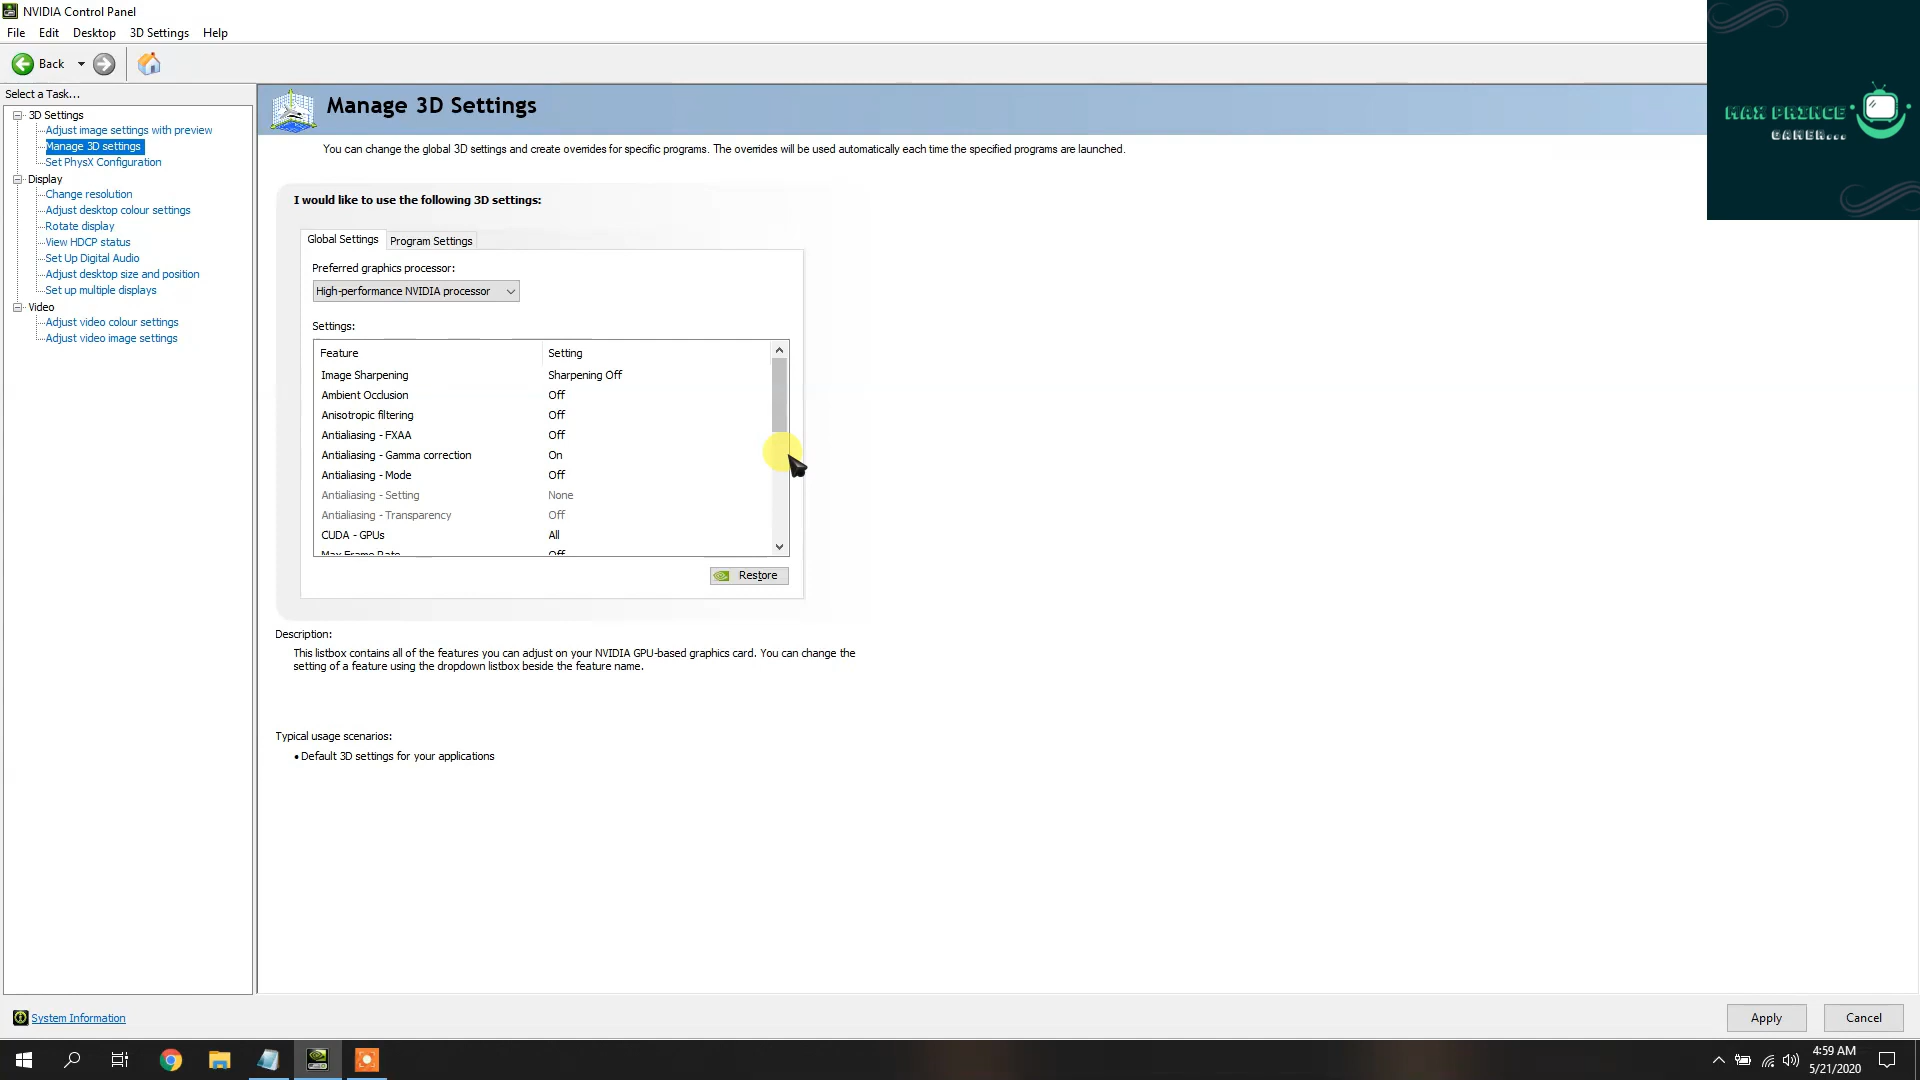 NVIDIA Control Panel
File Edit Desktop 3D Settings Help
Back
Select a Task...
3D Settings
Adjust image settings with preview
Manage 3D settings
Set PhysX Configuration
Display
Change resolution
Adjust desktop colour settings
Rotate display
View HDCP status
Set Up Digital Audio
Adjust desktop size and position
Set up multiple displays
Video
Adjust video colour settings
Adjust video image settings
System Information
Manage 3D Settings
You can change the global 3D settings and create overrides for specific programs. The overrides will be used automatically each time the specified programs are launched.
I would like to use the following 3D settings:
Global Settings Program Settings
Preferred graphics processor:
High-performance NVIDIA processor
Settings:
Feature Setting
Image Sharpening Sharpening Off
Ambient Occlusion Off
Anisotropic filtering Off
Antialiasing - FXAA Off
Antialiasing - Gamma correction On
Antialiasing - Mode Off
Antialiasing - Setting None
Antialiasing - Transparency Off
CUDA - GPUs All
Max Frame Rate Off
Restore
Description:
This listbox contains all of the features you can adjust on your NVIDIA GPU-based graphics card. You can change the
setting of a feature using the dropdown listbox beside the feature name.
Typical usage scenarios:
• Default 3D settings for your applications
MAX PRINCE
GAMER...
Apply Cancel
4:59 AM
5/21/2020